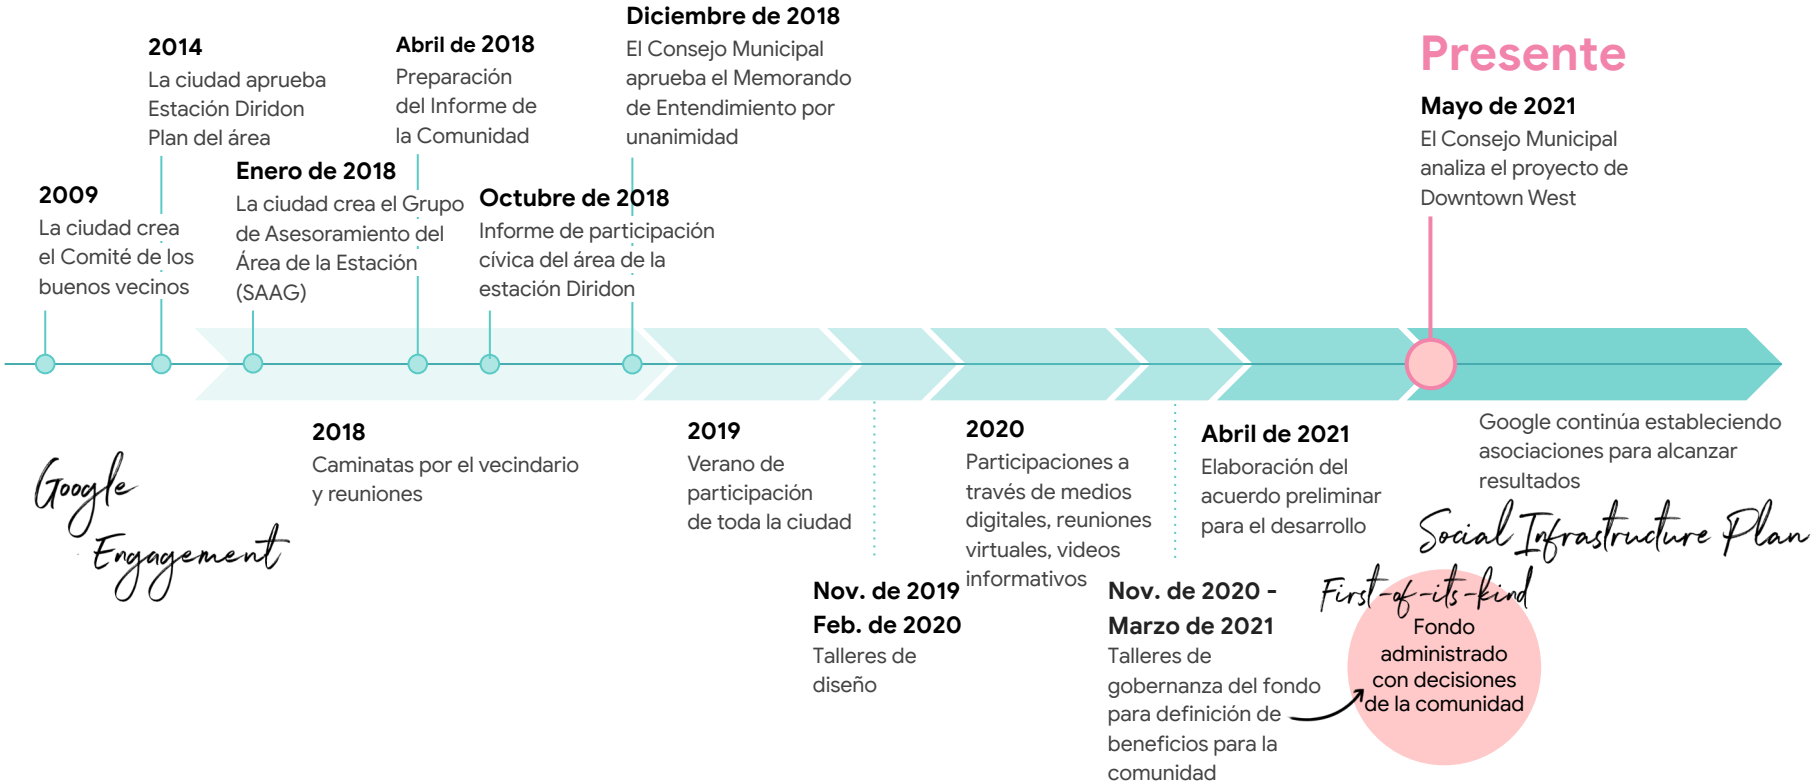 2009
La ciudad crea
el Comité de los
buenos vecinos
2014
La ciudad aprueba
Estación Diridon
Plan del área
Enero de 2018
La ciudad crea el Grupo
de Asesoramiento del
Área de la Estación
(SAAG)
Abril de 2018
Preparación
del Informe de
la Comunidad
Octubre de 2018
Informe de participación
cívica del área de la
estación Diridon
Diciembre de 2018
El Consejo Municipal
aprueba el Memorando
de Entendimiento por
unanimidad
Presente
Mayo de 2021
El Consejo Municipal
analiza el proyecto de
Downtown West
Google
Engagement
2018
Caminatas por el vecindario
y reuniones
2019
Verano de
participación
de toda la ciudad
Nov. de 2019
Feb. de 2020
Talleres de
diseño
2020
Participaciones a
través de medios
digitales, reuniones
virtuales, videos
informativos
Nov. de 2020 -
Marzo de 2021
Talleres de
gobernanza del fondo
para definición de
beneficios para la
comunidad
Abril de 2021
Elaboración del
acuerdo preliminar
para el desarrollo
Google continúa estableciendo
asociaciones para alcanzar
resultados
Social Infrastructure Plan
First-of-its-kind
Fondo
administrado
con decisiones
de la comunidad